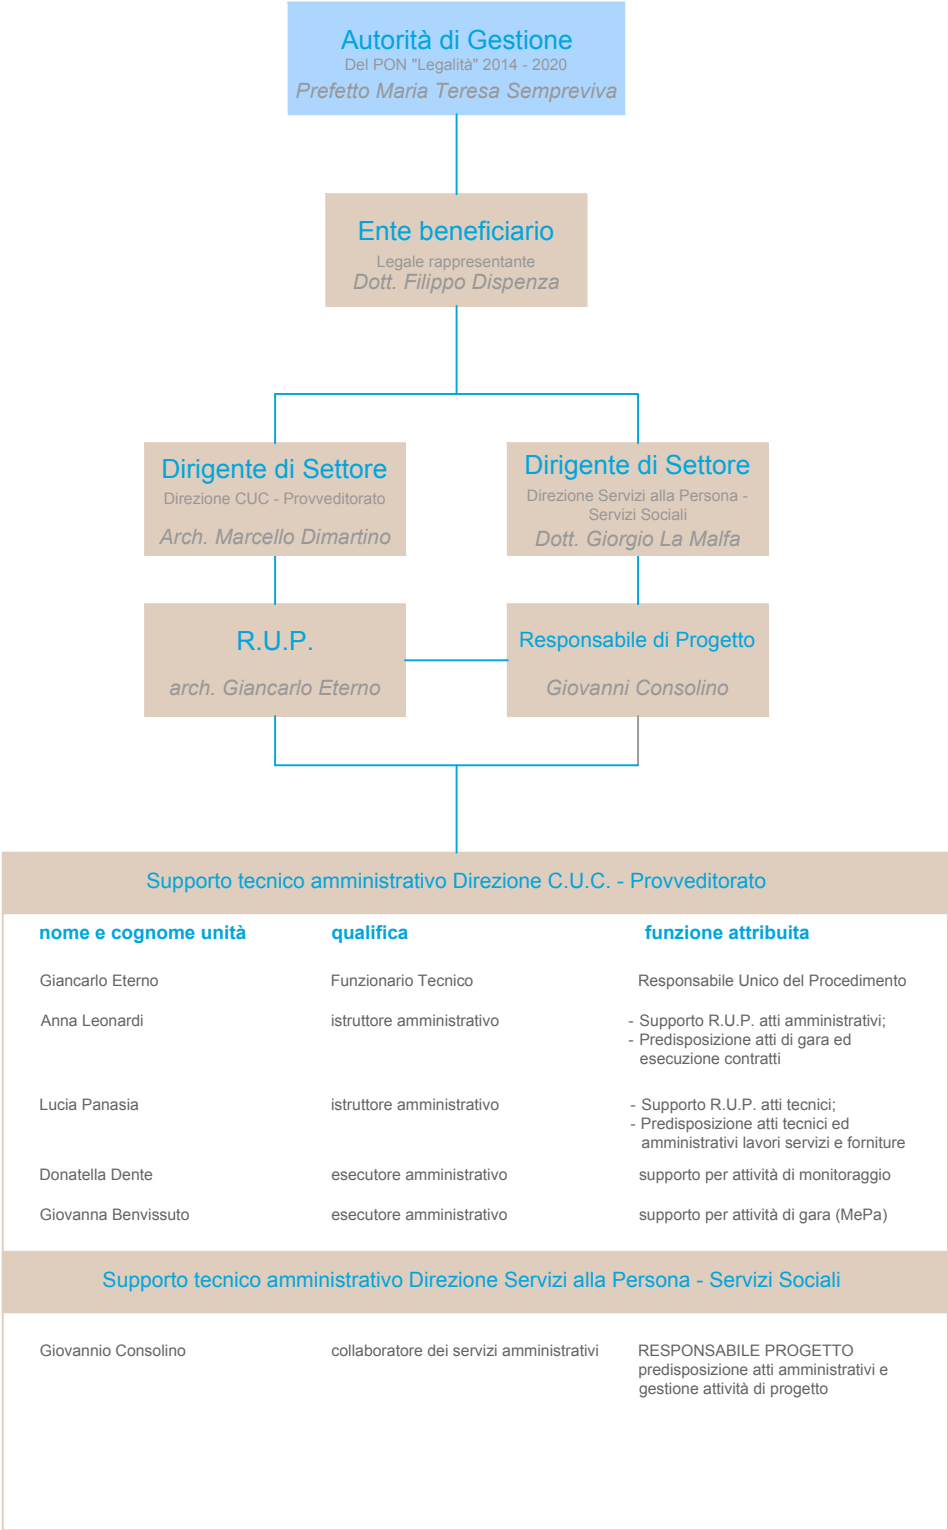 Autorità di Gestione
Del PON "Legalità" 2014 - 2020
Prefetto Maria Teresa Sempreviva
Ente beneficiario
Legale rappresentante
Dott. Filippo Dispenza
Dirigente di Settore
Direzione CUC - Provveditorato
Arch. Marcello Dimartino
Dirigente di Settore
Direzione Servizi alla Persona -
Servizi Sociali
Dott. Giorgio La Malfa
R.U.P.
arch. Giancarlo Eterno
Responsabile di Progetto
Giovanni Consolino
Supporto tecnico amministrativo Direzione C.U.C. - Provveditorato
nome e cognome unità qualifica funzione attribuita
Giancarlo Eterno Funzionario Tecnico Responsabile Unico del Procedimento
Anna Leonardi istruttore amministrativo - Supporto R.U.P. atti amministrativi;
- Predisposizione atti di gara ed
esecuzione contratti
Lucia Panasia istruttore amministrativo - Supporto R.U.P. atti tecnici;
- Predisposizione atti tecnici ed
amministrativi lavori servizi e forniture
Donatella Dente esecutore amministrativo supporto per attività di monitoraggio
Giovanna Benvissuto esecutore amministrativo supporto per attività di gara (MePa)
Supporto tecnico amministrativo Direzione Servizi alla Persona - Servizi Sociali
Giovannio Consolino collaboratore dei servizi amministrativi RESPONSABILE PROGETTO
predisposizione atti amministrativi e
gestione attività di progetto